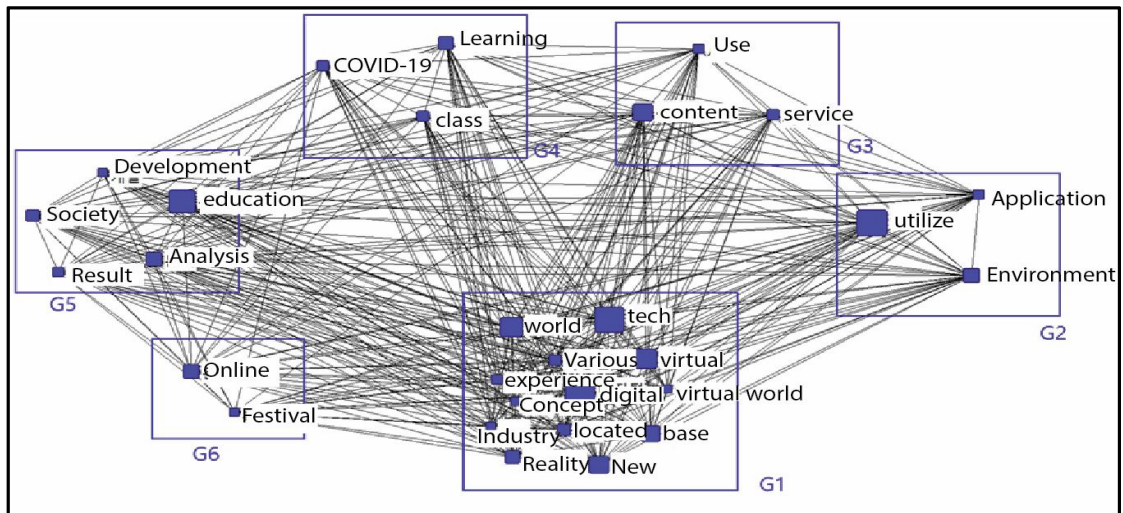 Learning
COVID-19
class
G4
Use
content
service
G3
Development
education
Society
Analysis
Result
G5
Application
utilize
Environment
G2
Online
Festival
G6
tech
world
Various
virtual
experience
digital
virtual world
Concept
Industry
located
base
Reality
New
G1